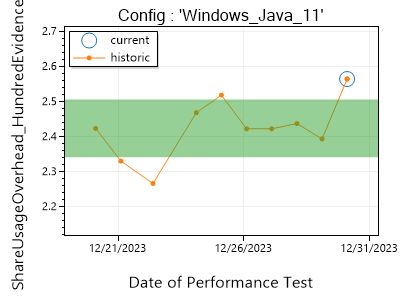 Config : 'Windows_Java_11'
ShareUsageOverhead_HundredEvidence
2.7
2.6
2.5
2.4
2.3
2.2
current
historic
12/21/2023
12/26/2023
12/31/2023
Date of Performance Test